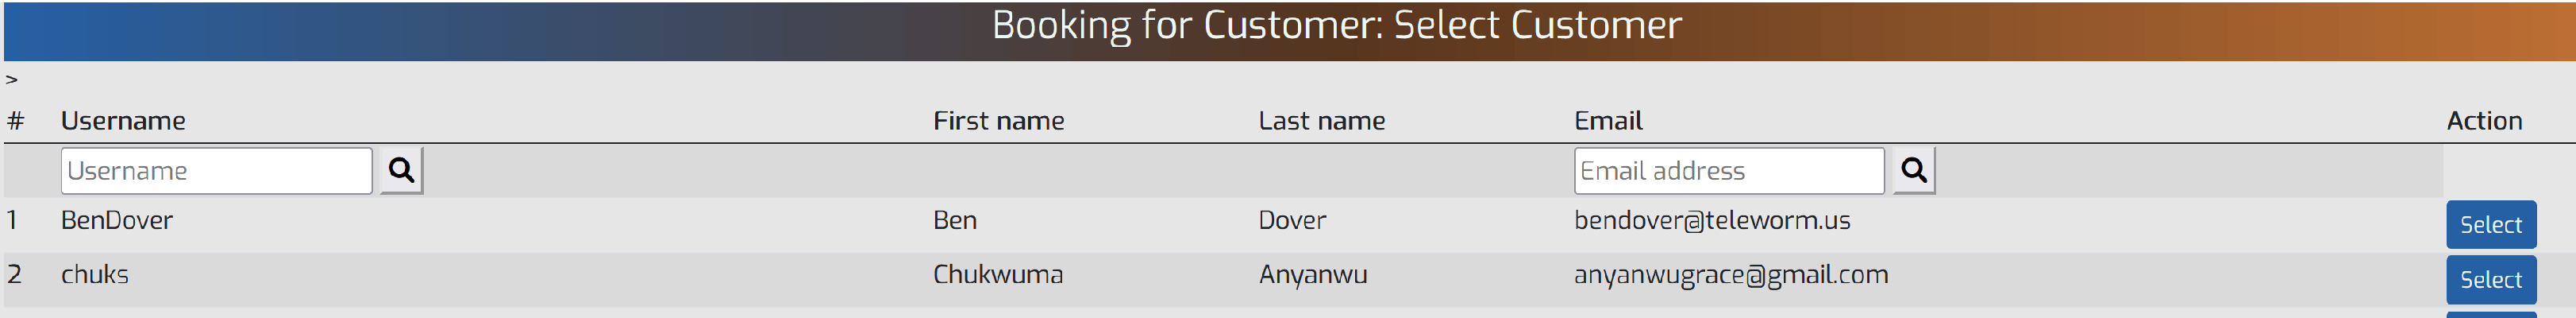 Booking for Customer: Select Customer
>
# Username First name Last name Email Action
Username Email address
1 BenDover Ben Dover bendover@teleworm.us Select
2 chuks Chukwuma Anyanwu anyanwugrace@gmail.com Select